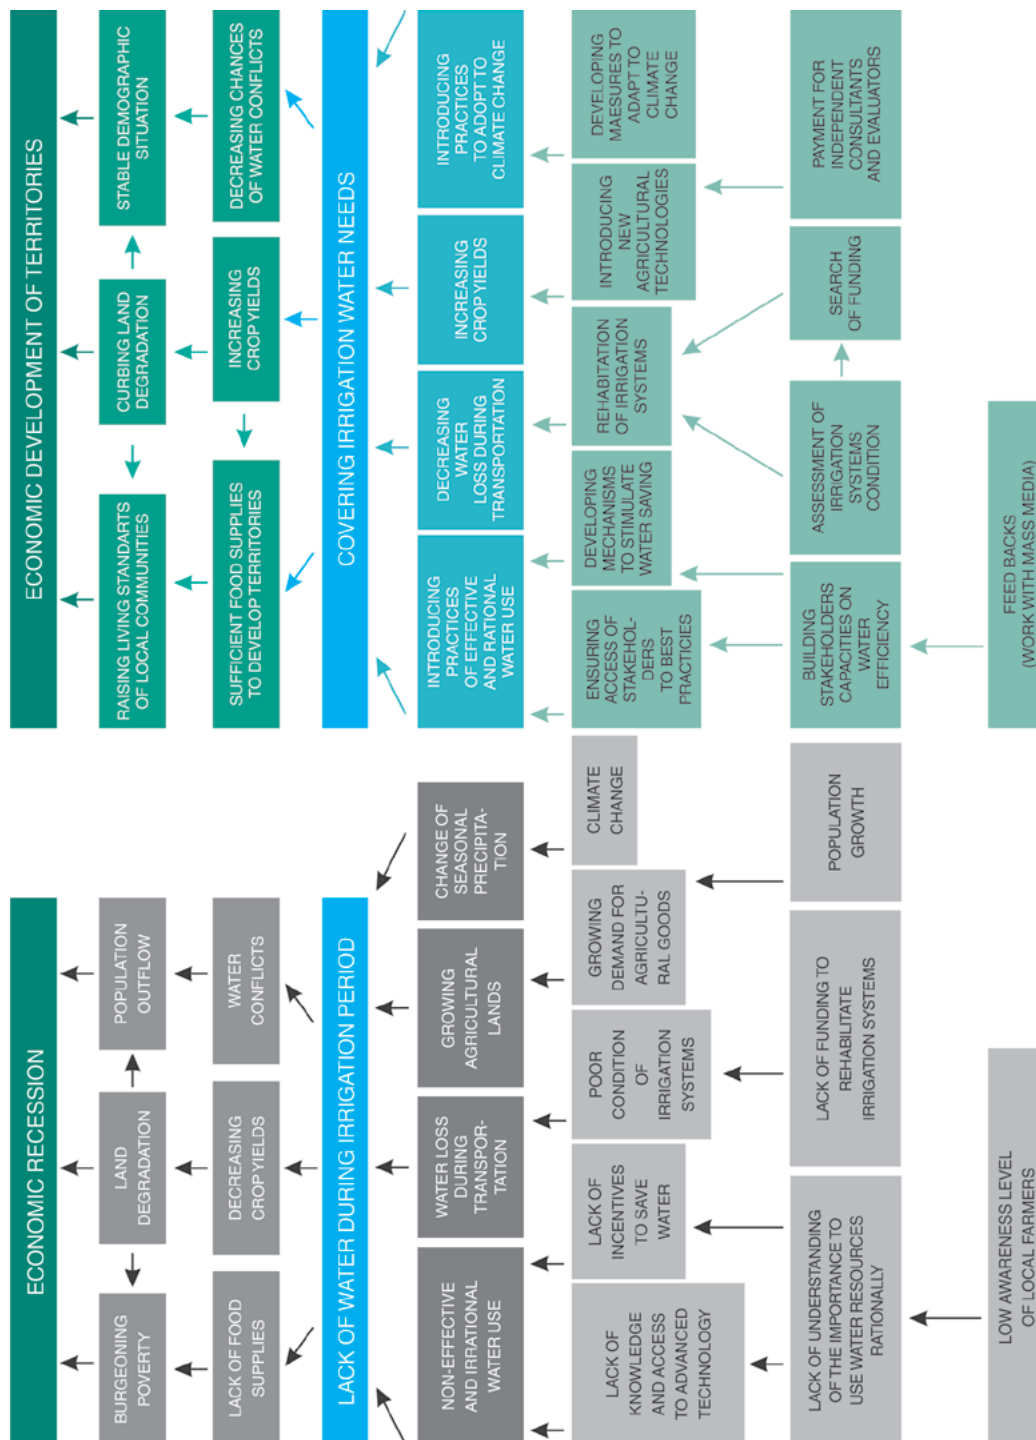 ECONOMIC RECESSION
BURGEONING
POVERTY
LAND
DEGRADATION
POPULATION
OUTFLOW
LACK OF FOOD
SUPPLIES
DECREASING
CROP YIELDS
WATER
CONFLICTS
LACK OF WATER DURING IRRIGATION PERIOD
NON-EFFECTIVE
AND IRRATIONAL
WATER USE
WATER LOSS
DURING
TRANSPOR-
TATION
GROWING
AGRICULTURAL
LANDS
CHANGE OF
SEASONAL
PRECIPITA-
TION
LACK OF
KNOWLEDGE
AND ACCESS
TO ADVANCED
TECHNOLOGY
LACK OF
INCENTIVES
TO SAVE
WATER
POOR
CONDITION
OF
IRRIGATION
SYSTEMS
GROWING
DEMAND FOR
AGRICULTU-
RAL GOODS
CLIMATE
CHANGE
LACK OF UNDERSTANDING
OF THE IMPORTANCE TO
USE WATER RESOURCES
RATIONALLY
LACK OF FUNDING TO
REHABILITATE
IRRIGATION SYSTEMS
POPULATION
GROWTH
LOW AWARENESS LEVEL
OF LOCAL FARMERS
ECONOMIC DEVELOPMENT OF TERRITORIES
RAISING LIVING STANDARTS
OF LOCAL COMMUNITIES
CURBING LAND
DEGRADATION
STABLE DEMOGRAPHIC
SITUATION
SUFFICIENT FOOD SUPPLIES
TO DEVELOP TERRITORIES
INCREASING
CROP YIELDS
DECREASING CHANCES
OF WATER CONFLICTS
COVERING IRRIGATION WATER NEEDS
INTRODUCING
PRACTICES
OF EFFECTIVE
AND RATIONAL
WATER USE
DECREASING
WATER
LOSS DURING
TRANSPORTATION
INCREASING
CROP YIELDS
INTRODUCING
PRACTICES
TO ADOPT TO
CLIMATE CHANGE
ENSURING
ACCESS OF
STAKEHOL-
DERS
TO BEST
PRACTICIES
DEVELOPING
MECHANISMS
TO STIMULATE
WATER SAVING
REHABITATION
OF IRRIGATION
SYSTEMS
INTRODUCING
NEW
AGRICULTURAL
TECHNOLOGIES
DEVELOPING
MAESURES TO
ADAPT TO
CLIMATE
CHANGE
BUILDING
STAKEHOLDERS
CAPACITIES ON
WATER
EFFICIENCY
ASSESSMENT OF
IRRIGATION
SYSTEMS
CONDITION
SEARCH
OF FUNDING
PAYMENT FOR
INDEPENDENT
CONSULTANTS
AND EVALUATORS
FEED BACKS
(WORK WITH MASS MEDIA)